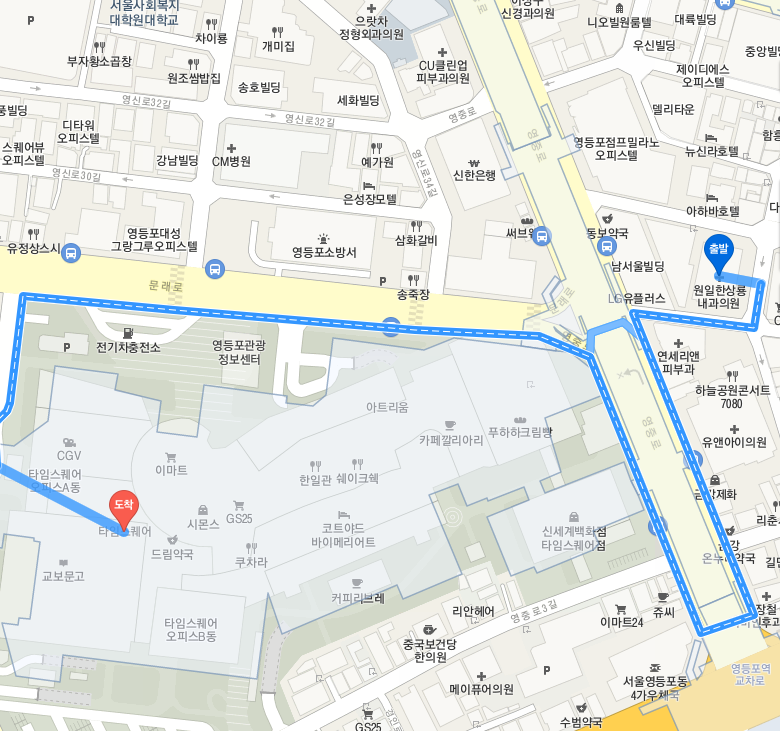 서울사회복지
대학원대학교
P
차이룡
개미집
으랏차
정형외과의원
신경과의원
니오빌원룸텔
대륙빌딩
우신빌딩
중앙빌딩
부자황소곱창
원조쌈밥집
송호빌딩
CU클린업
피부과의원
제이디에스
오피스텔
세화빌딩
영신로32길
영신로32길
영중로
델리타운
디타워
오피스텔
스퀘어뷰
오피스텔
강남빌딩
CM병원
예가원
영신로34길
신한은행
영중로
영등포점프밀라노
오피스텔
뉴신라호텔
영신로30길
은성장모텔
아하바호텔
유정상스시
영등포대성
그랑그루오피스텔
영등포소방서
삼화갈비
써브웨이
동보약국
출발
남서울빌딩
P
송죽장
문래로
LG유플러스
원일한상룡
내과의원
P
전기차충전소
영등포관광
정보센터
연세리앤
피부과
하늘공원콘서트
7080
아트리움
카페깔리아리
푸하하크림빵
영중로
유앤아이의원
CGV
타임스퀘어
오피스A동
이마트
한일관
쉐이크쉑
금강제화
도착
타임스퀘어
시몬스
GS25
코트야드
바이메리어트
신세계백화점
타임스퀘어점
드림약국
쿠차라
교보문고
커피리브레
타임스퀘어
오피스B동
리안헤어
영중로3길
이마트24
쥬씨
중국보건당
한의원
P
메이퓨어의원
서울영등포동
4가우체국
영등포역
교차로
GS25
수범약국